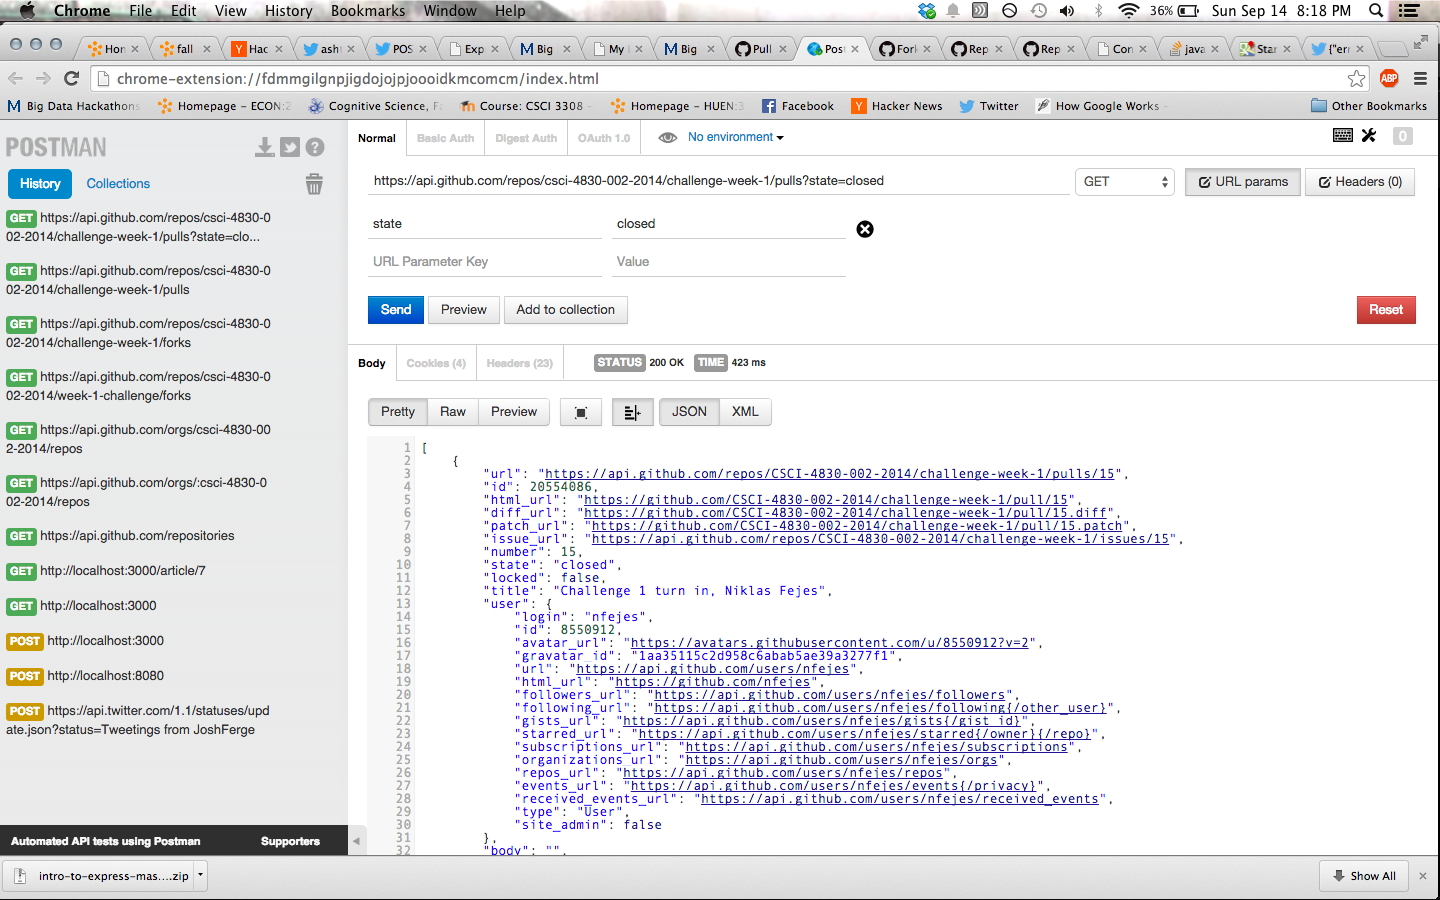 Chrome File Edit View History Bookmarks Window Help 36% Sun Sep 14 8:18 PM
Hon fall Hac asht POS Exp Big My Big Pull Post Fork Rep Rep Cor java Star {"err
chrome-extension://fdmmgilgnpjigdojojpjoooidkmcomcm/index.html ABP
Big Data Hackathons Homepage – ECON:2 Cognitive Science, Fa Course: CSCI 3308 – Homepage – HUEN:3 Facebook Hacker News Twitter How Google Works – Other Bookmarks
POSTMAN
History Collections
GET https://api.github.com/repos/csci-4830-0
02-2014/challenge-week-1/pulls?state=clo...
GET https://api.github.com/repos/csci-4830-0
02-2014/challenge-week-1/pulls
GET https://api.github.com/repos/csci-4830-0
02-2014/challenge-week-1/forks
GET https://api.github.com/repos/csci-4830-0
02-2014/week-1-challenge/forks
GET https://api.github.com/orgs/csci-4830-00
2-2014/repos
GET https://api.github.com/orgs/:csci-4830-0
02-2014/repos
GET https://api.github.com/repositories
GET http://localhost:3000/article/7
GET http://localhost:3000
POST http://localhost:3000
POST http://localhost:8080
POST https://api.twitter.com/1.1/statuses/upd
ate.json?status=Tweetings from JoshFerge
Automated API tests using Postman Supporters
Normal Basic Auth Digest Auth OAuth 1.0 No environment 0
https://api.github.com/repos/csci-4830-002-2014/challenge-week-1/pulls?state=closed GET URL params Headers (0)
state closed
URL Parameter Key Value
Send Preview Add to collection Reset
Body Cookies (4) Headers (23) STATUS 200 OK TIME 423 ms
Pretty Raw Preview JSON XML
1 [
2 {
3 "url": "https://api.github.com/repos/CSCI-4830-002-2014/challenge-week-1/pulls/15",
4 "id": 20554086,
5 "html_url": "https://github.com/CSCI-4830-002-2014/challenge-week-1/pull/15",
6 "diff_url": "https://github.com/CSCI-4830-002-2014/challenge-week-1/pull/15.diff",
7 "patch_url": "https://github.com/CSCI-4830-002-2014/challenge-week-1/pull/15.patch",
8 "issue_url": "https://api.github.com/repos/CSCI-4830-002-2014/challenge-week-1/issues/15",
9 "number": 15,
10 "state": "closed",
11 "locked": false,
12 "title": "Challenge 1 turn in, Niklas Fejes",
13 "user": {
14 "login": "nfejes",
15 "id": 8550912,
16 "avatar_url": "https://avatars.githubusercontent.com/u/8550912?v=2",
17 "gravatar_id": "1aa35115c2d958c6abab5ae39a3277f1",
18 "url": "https://api.github.com/users/nfejes",
19 "html_url": "https://github.com/nfejes",
20 "followers_url": "https://api.github.com/users/nfejes/followers",
21 "following_url": "https://api.github.com/users/nfejes/following{/other_user}",
22 "gists_url": "https://api.github.com/users/nfejes/gists{/gist_id}",
23 "starred_url": "https://api.github.com/users/nfejes/starred{/owner}{/repo}",
24 "subscriptions_url": "https://api.github.com/users/nfejes/subscriptions",
25 "organizations_url": "https://api.github.com/users/nfejes/orgs",
26 "repos_url": "https://api.github.com/users/nfejes/repos",
27 "events_url": "https://api.github.com/users/nfejes/events{/privacy}",
28 "received_events_url": "https://api.github.com/users/nfejes/received_events",
29 "type": "User",
30 "site_admin": false
31 },
32 "body": "",
intro-to-express-mas....zip Show All